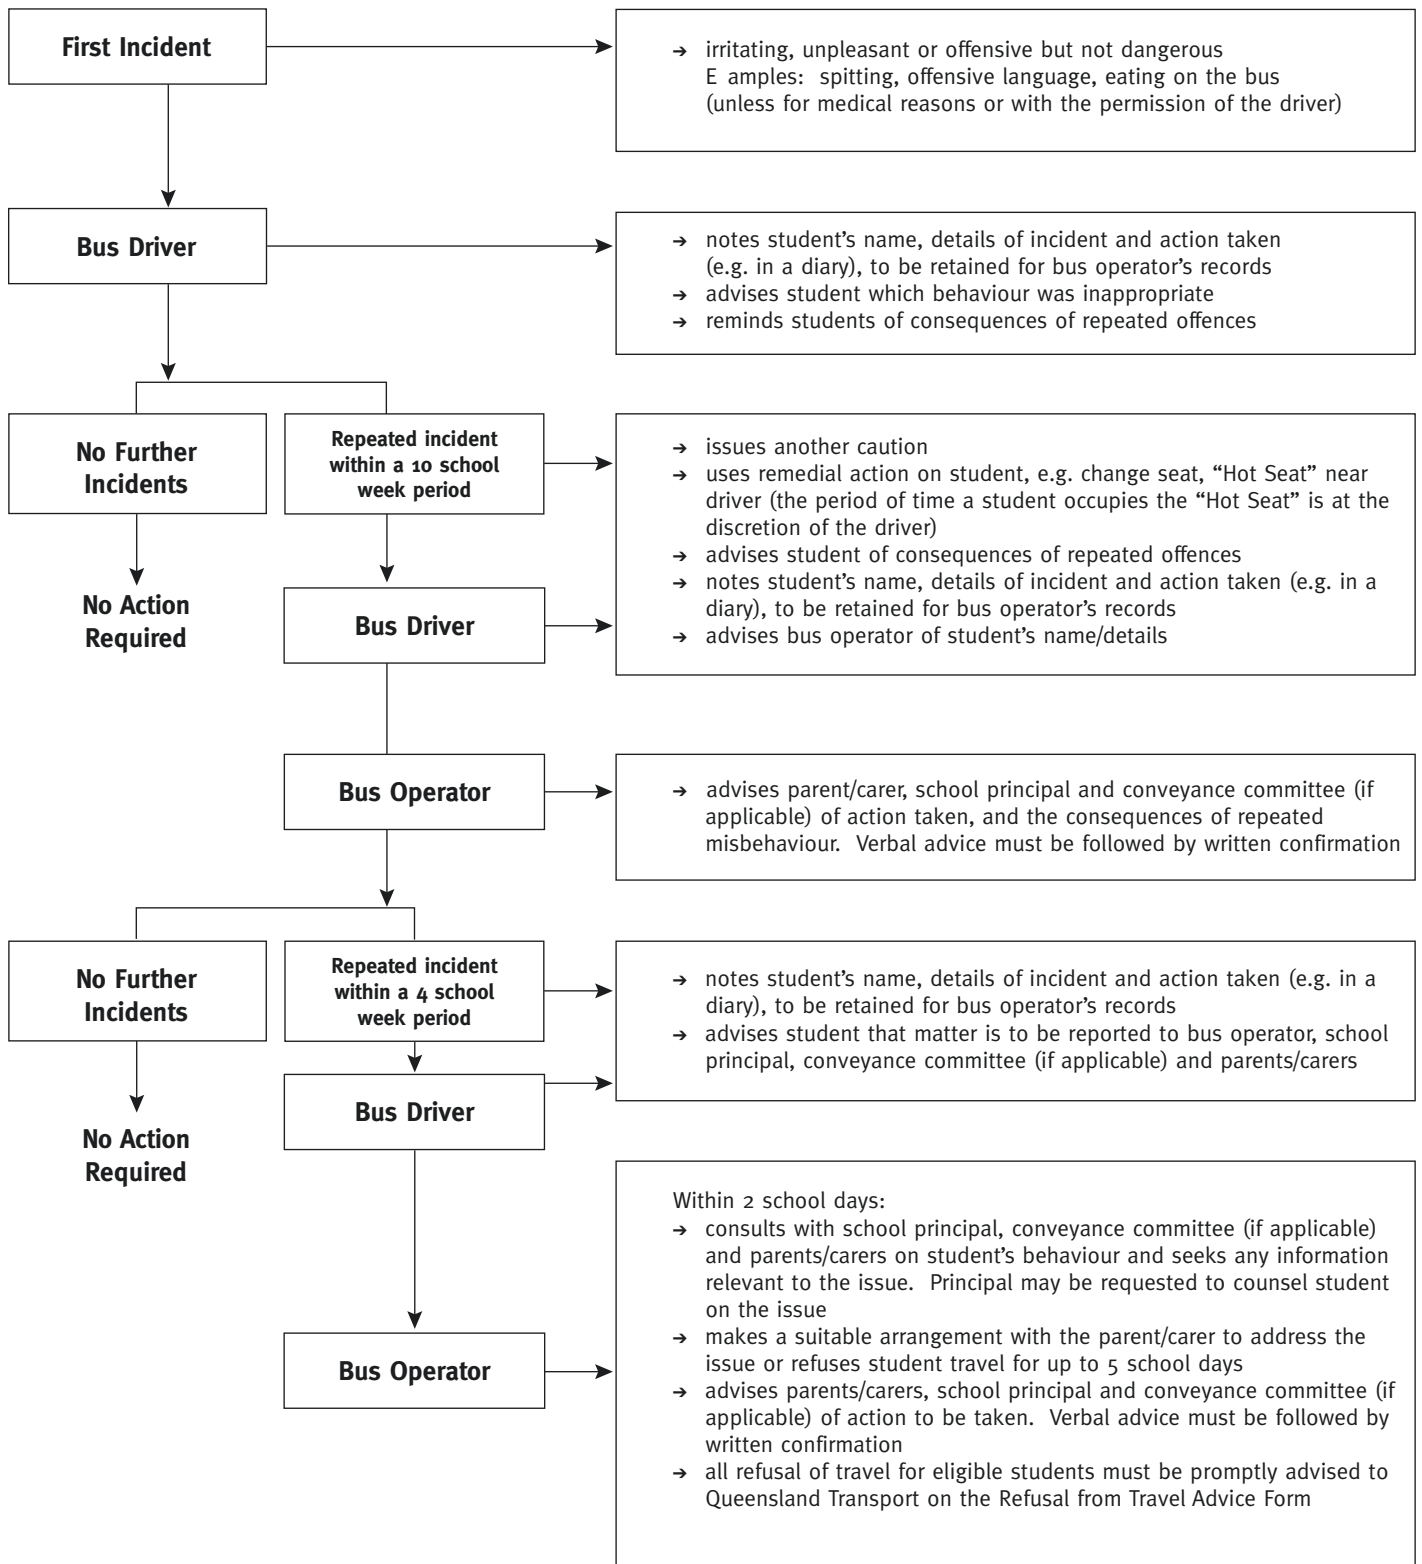 First Incident
→ irritating, unpleasant or offensive but not dangerous
E amples: spitting, offensive language, eating on the bus
(unless for medical reasons or with the permission of the driver)
Bus Driver
→ notes student's name, details of incident and action taken
(e.g. in a diary), to be retained for bus operator's records
→ advises student which behaviour was inappropriate
→ reminds students of consequences of repeated offences
No Further
Incidents
No Action
Required
Repeated incident
within a 10 school
week period
Bus Driver
→ issues another caution
→ uses remedial action on student, e.g. change seat, “Hot Seat” near
driver (the period of time a student occupies the “Hot Seat” is at the
discretion of the driver)
→ advises student of consequences of repeated offences
→ notes student's name, details of incident and action taken (e.g. in a
diary), to be retained for bus operator's records
→ advises bus operator of student's name/details
Bus Operator
→ advises parent/carer, school principal and conveyance committee (if
applicable) of action taken, and the consequences of repeated
misbehaviour. Verbal advice must be followed by written confirmation
No Further
Incidents
No Action
Required
Repeated incident
within a 4 school
week period
Bus Driver
→ notes student's name, details of incident and action taken (e.g. in a
diary), to be retained for bus operator's records
→ advises student that matter is to be reported to bus operator, school
principal, conveyance committee (if applicable) and parents/carers
Bus Operator
Within 2 school days:
→ consults with school principal, conveyance committee (if applicable)
and parents/carers on student's behaviour and seeks any information
relevant to the issue. Principal may be requested to counsel student
on the issue
→ makes a suitable arrangement with the parent/carer to address the
issue or refuses student travel for up to 5 school days
→ advises parents/carers, school principal and conveyance committee (if
applicable) of action to be taken. Verbal advice must be followed by
written confirmation
→ all refusal of travel for eligible students must be promptly advised to
Queensland Transport on the Refusal from Travel Advice Form